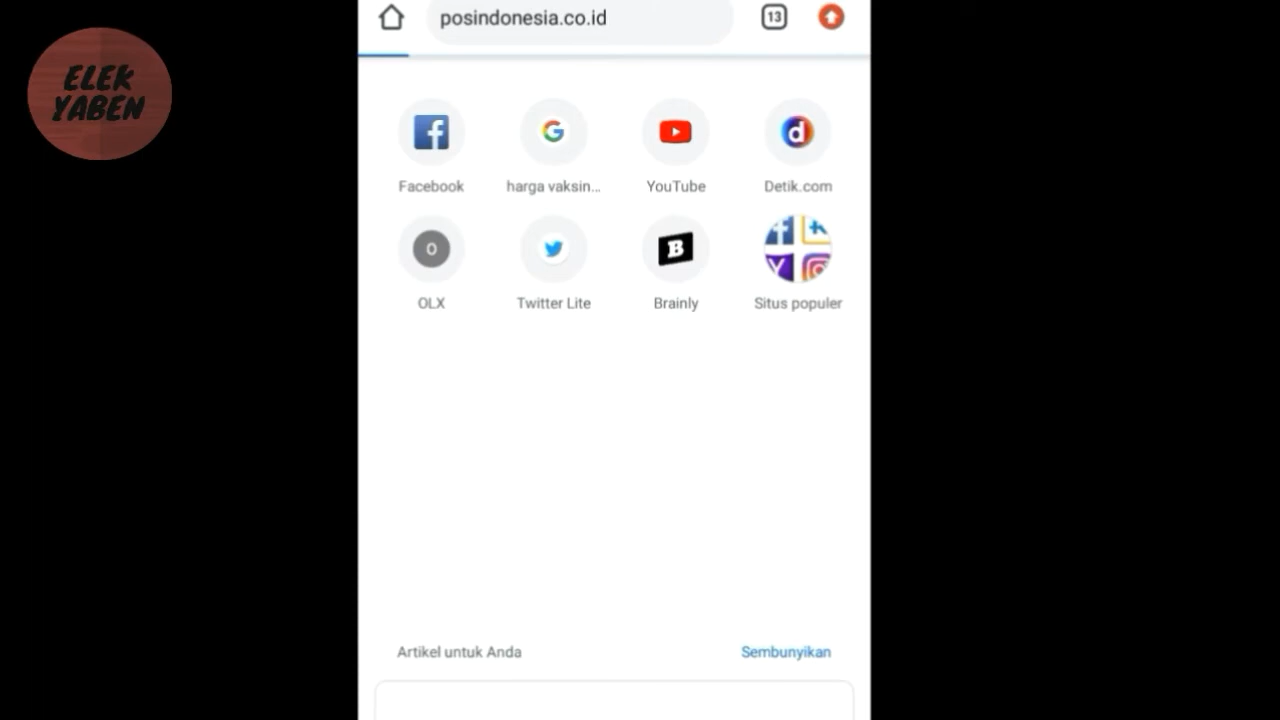 ELEK
YABEN
posindonesia.co.id
13
Facebook
harga vaksin...
YouTube
Detik.com
OLX
Twitter Lite
Brainly
Situs populer
Artikel untuk Anda
Sembunyikan